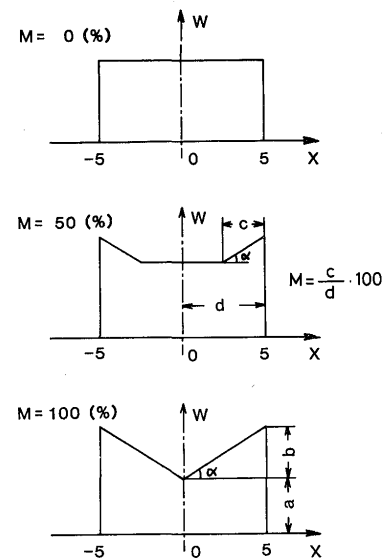 M = 0 (%)
W
-5 0 5 X
M = 50 (%)
W
c
α
d
M = c/d · 100
-5 0 5 X
M = 100 (%)
W
α
b
a
-5 0 5 X